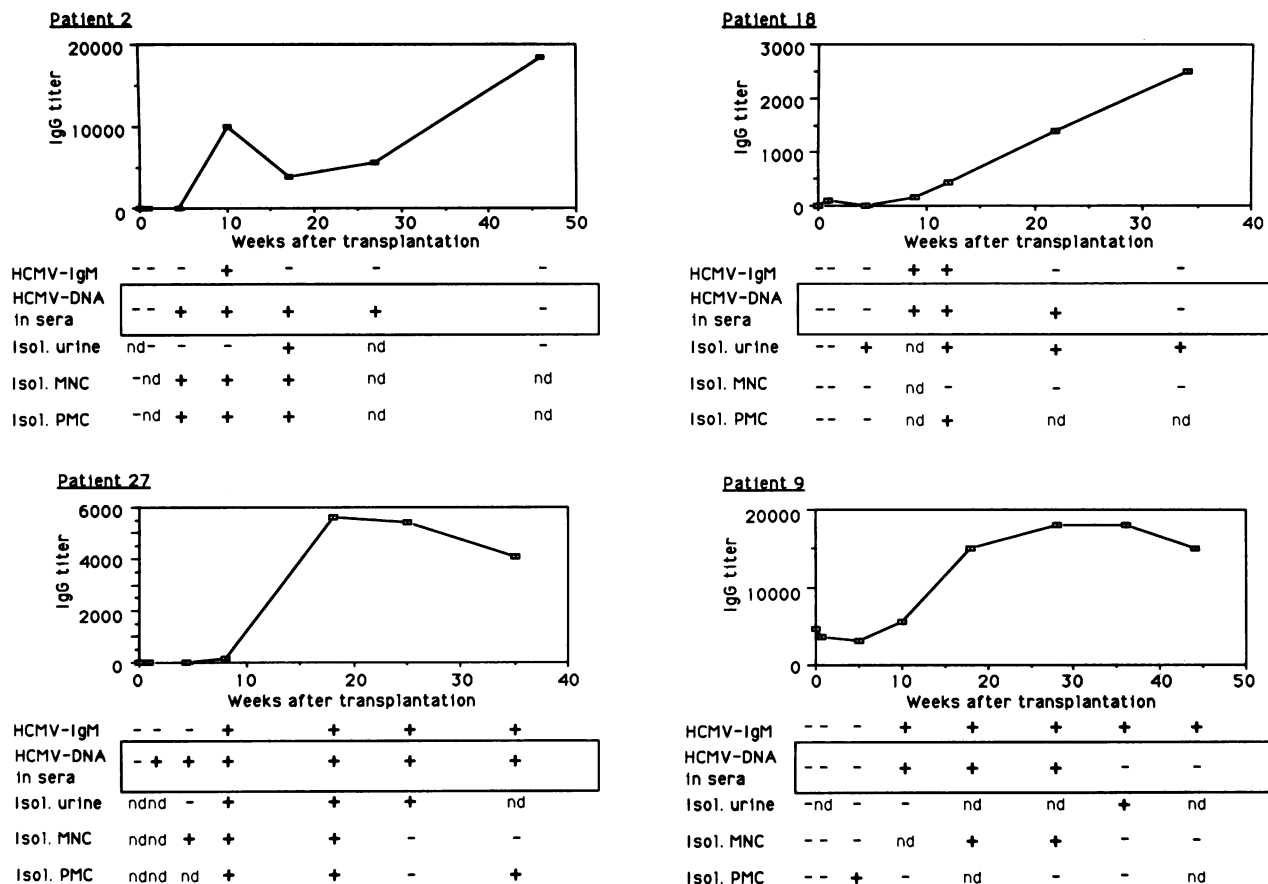 Patient 2
20000
10000
0
IgG titer
0 10 20 30 40 50
Weeks after transplantation
HCMV-IgM -- - + - - -
HCMV-DNA in sera -- + + + + -
Isol. urine nd- - - + nd -
Isol. MNC -nd + + + nd nd
Isol. PMC -nd + + + nd nd
Patient 18
3000
2000
1000
0
IgG titer
0 10 20 30 40
Weeks after transplantation
HCMV-IgM -- - + + - -
HCMV-DNA in sera -- - + + + -
Isol. urine -- + nd + + +
Isol. MNC -- - nd - - -
Isol. PMC -- - nd + nd nd
Patient 27
6000
4000
2000
0
IgG titer
0 10 20 30 40
Weeks after transplantation
HCMV-IgM -- - + + + +
HCMV-DNA in sera -+ + + + + +
Isol. urine ndnd - + + + nd
Isol. MNC ndnd + + + - -
Isol. PMC ndnd nd + + - +
Patient 9
20000
10000
0
IgG titer
0 10 20 30 40 50
Weeks after transplantation
HCMV-IgM -- - + + + + +
HCMV-DNA in sera -- - + + + - -
Isol. urine -nd - - nd nd + nd
Isol. MNC -- - nd + + - -
Isol. PMC -- + - nd - - nd